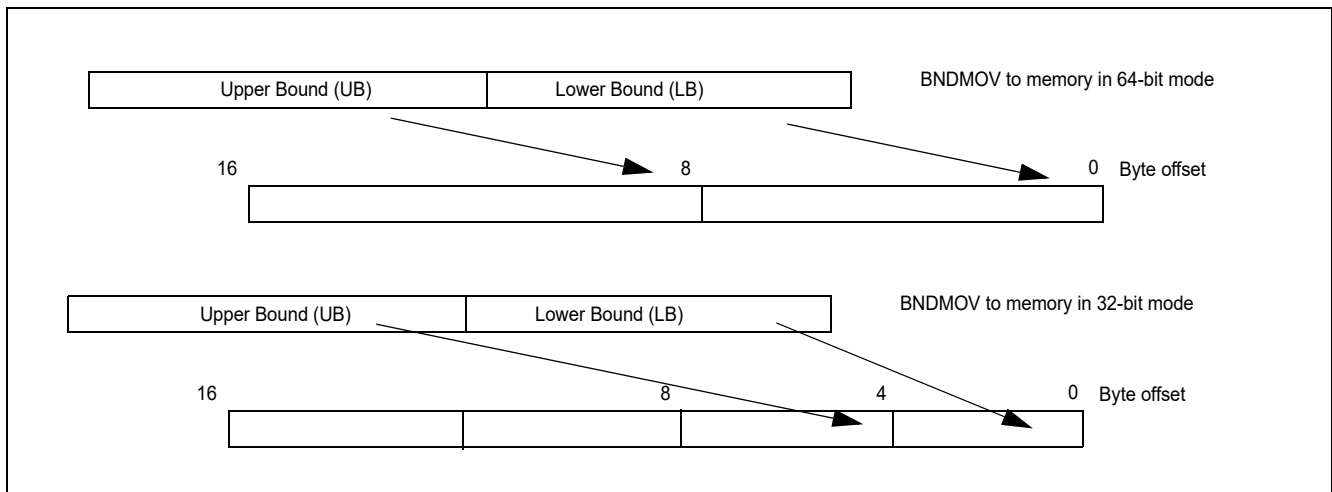 BNDMOV to memory in 64-bit mode
Upper Bound (UB) Lower Bound (LB)
16 8 0 Byte offset
BNDMOV to memory in 32-bit mode
Upper Bound (UB) Lower Bound (LB)
16 8 4 0 Byte offset